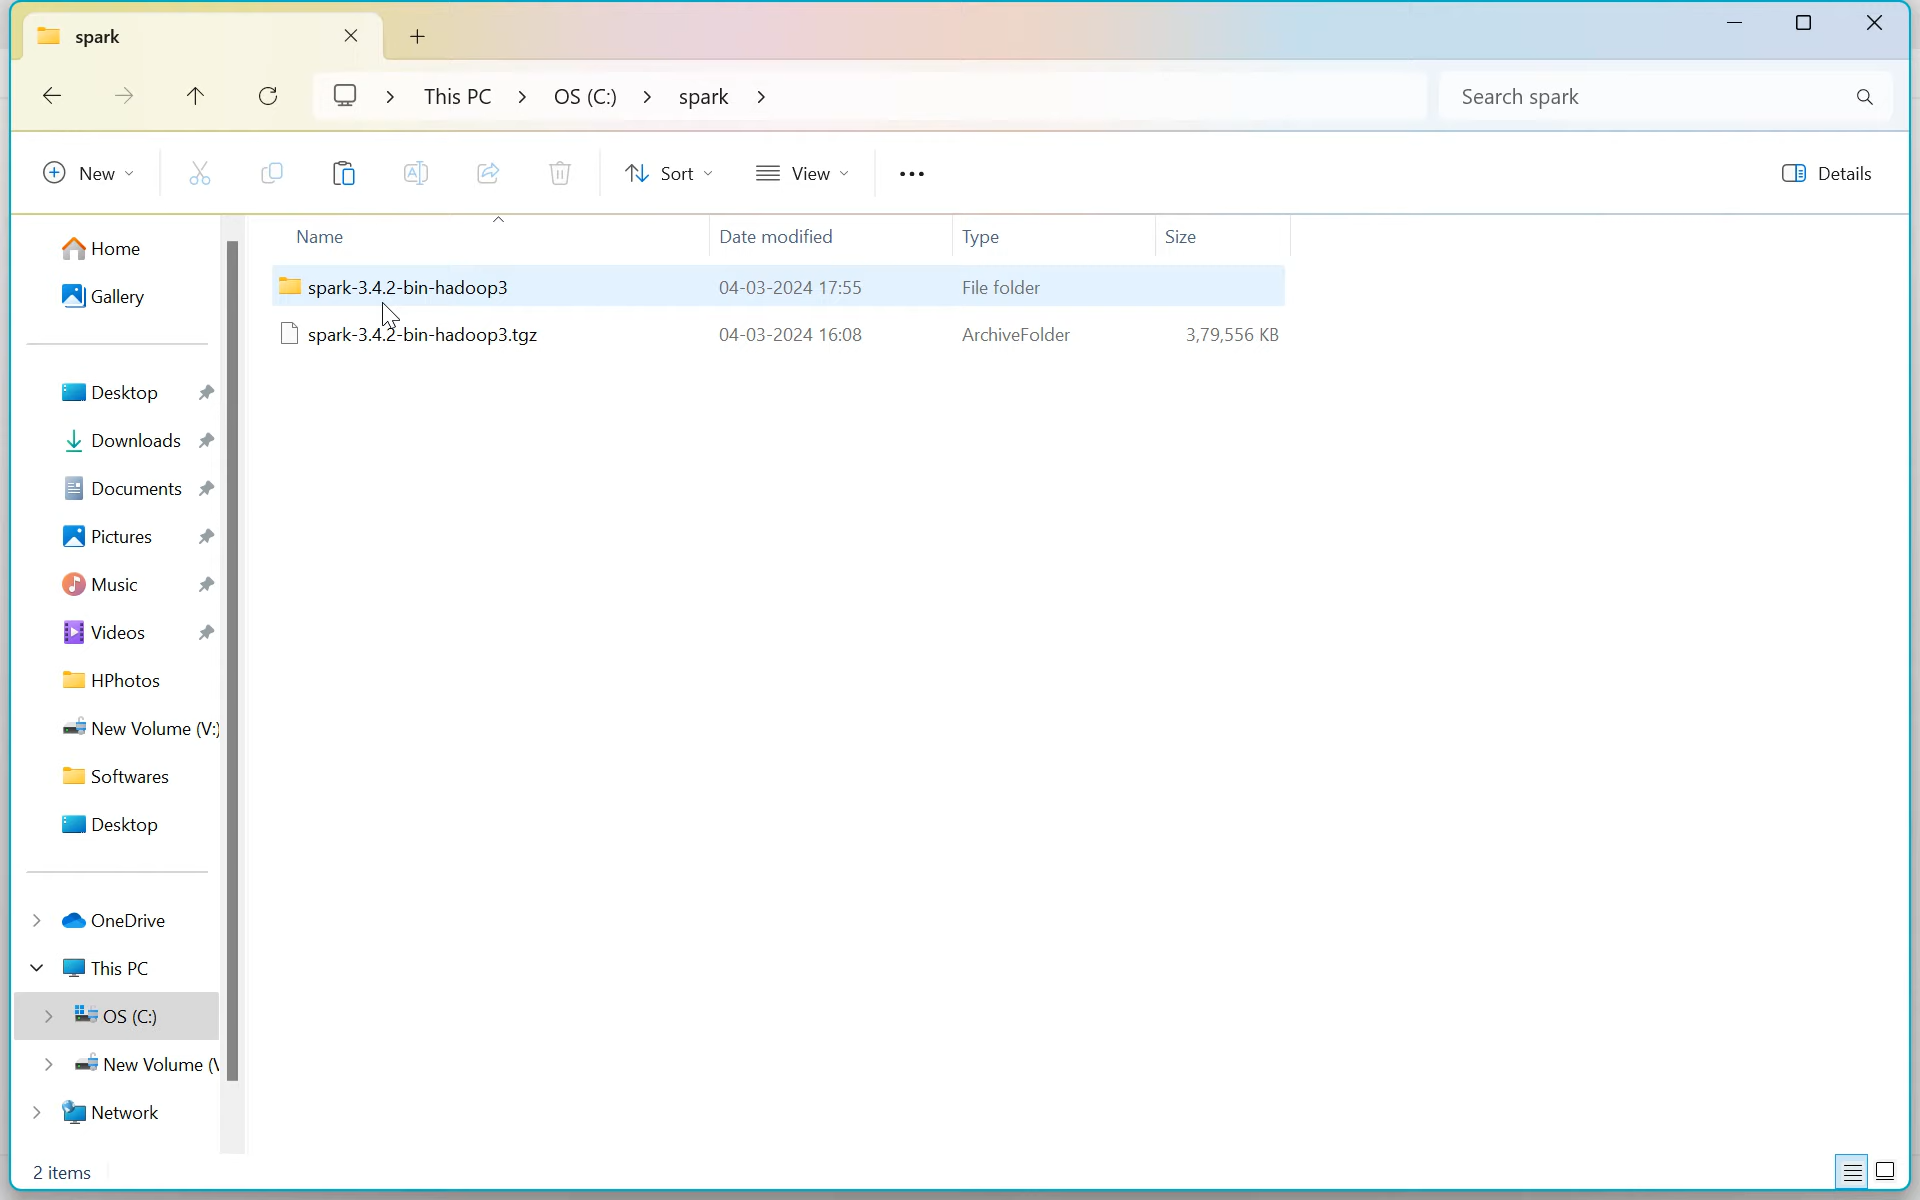 spark
This PC
OS (C:)
spark
Search spark
New
Sort
View
Details
Home
Gallery
Desktop
Downloads
Documents
Pictures
Music
Videos
HPhotos
New Volume (V:)
Softwares
Desktop
OneDrive
This PC
OS (C:)
New Volume (V
Network
Name Date modified Type Size
spark-3.4.2-bin-hadoop3 04-03-2024 17:55 File folder
spark-3.4.2-bin-hadoop3.tgz 04-03-2024 16:08 ArchiveFolder 3,79,556 KB
2 items